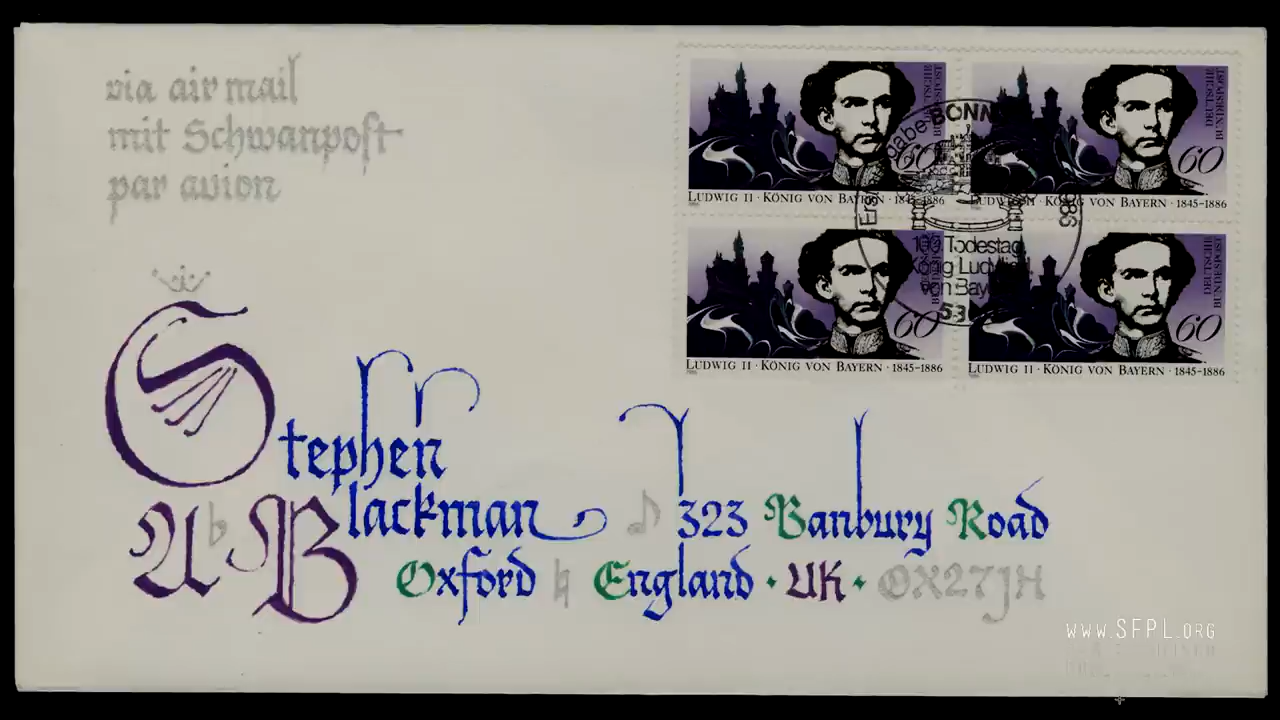 via air mail
mit Schwanpost
par avion
DEUTSCHE BUNDESPOST
60
LUDWIG II · KÖNIG VON BAYERN · 1845-1886
DEUTSCHE BUNDESPOST
60
LUDWIG II · KÖNIG VON BAYERN · 1845-1886
DEUTSCHE BUNDESPOST
60
LUDWIG II · KÖNIG VON BAYERN · 1845-1886
DEUTSCHE BUNDESPOST
60
LUDWIG II · KÖNIG VON BAYERN · 1845-1886
BONN
100. Todestag
König Ludwig II.
von Bayern
Stephen
A♭ Blackman
323 Banbury Road
Oxford England · UK · OX27JH
www.SFPL.ORG